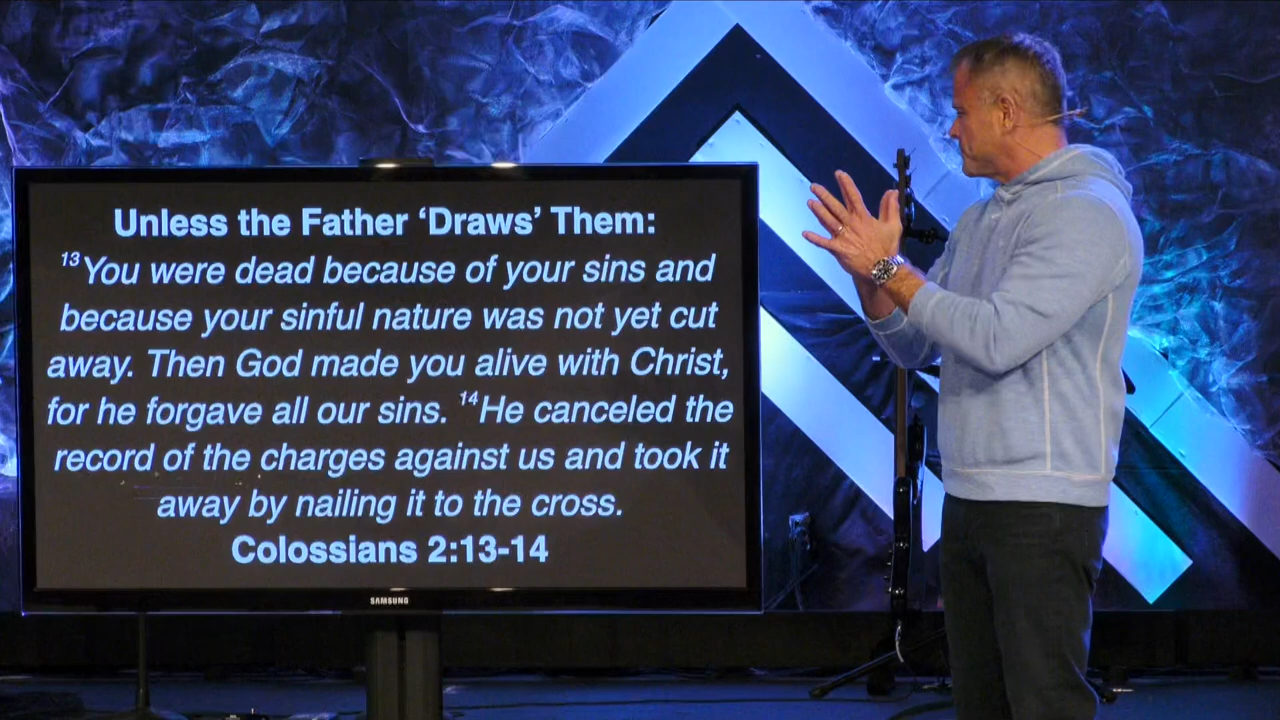 Unless the Father ‘Draws’ Them:
13You were dead because of your sins and
because your sinful nature was not yet cut
away. Then God made you alive with Christ,
for he forgave all our sins. 14He canceled the
record of the charges against us and took it
away by nailing it to the cross.
Colossians 2:13-14
SAMSUNG